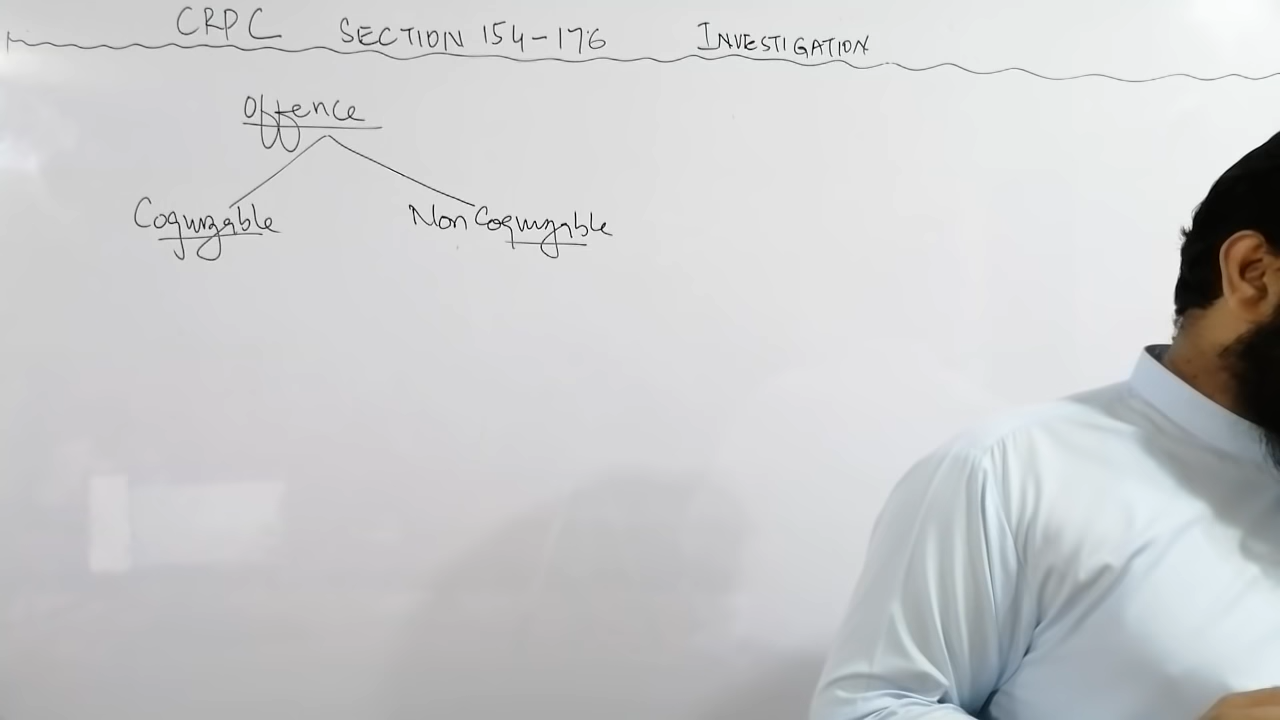 CRPC SECTION 154-176 INVESTIGATION
Offence
Cognizable Non Cognizable